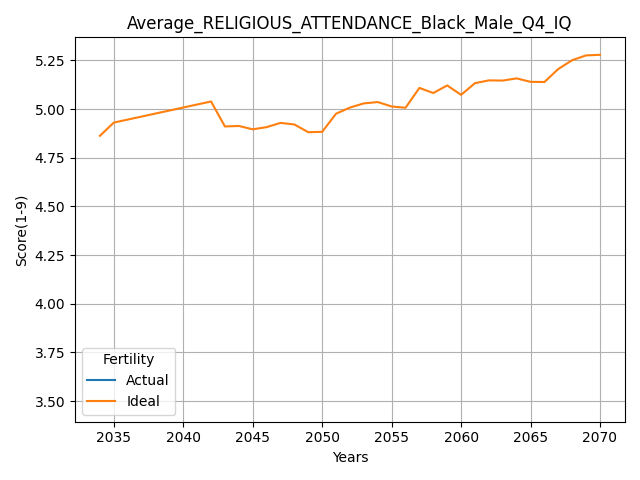 Average_RELIGIOUS_ATTENDANCE_Black_Male_Q4_IQ
Score(1-9)
5.25
5.00
4.75
4.50
4.25
4.00
3.75
3.50
Fertility
Actual
Ideal
2035 2040 2045 2050 2055 2060 2065 2070
Years